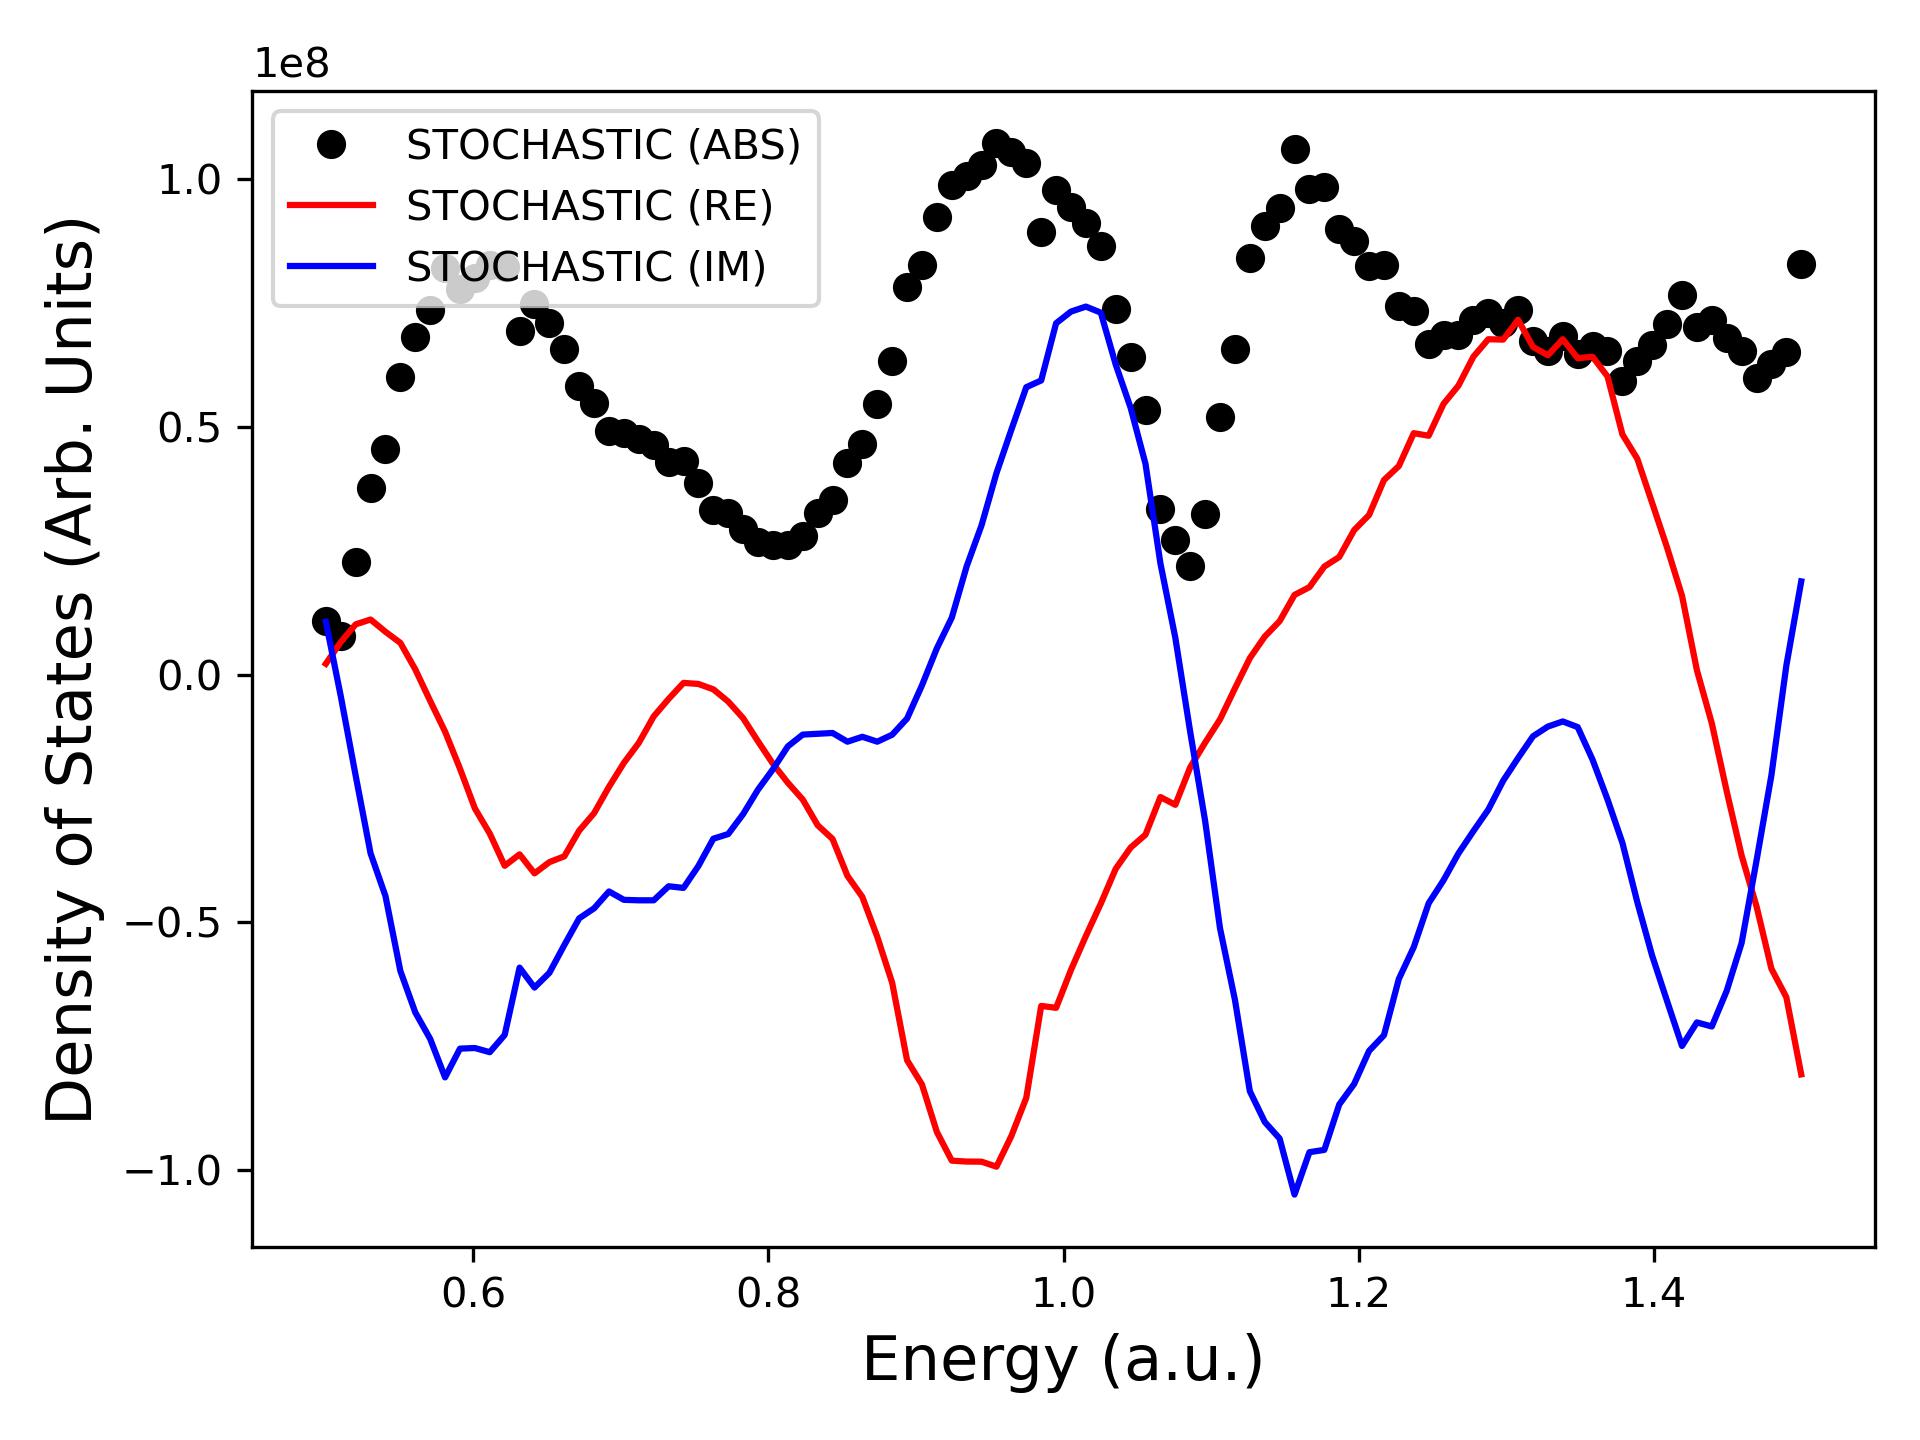 1e8
STOCHASTIC (ABS)
STOCHASTIC (RE)
STOCHASTIC (IM)
1.0
0.5
0.0
−0.5
−1.0
Density of States (Arb. Units)
0.6 0.8 1.0 1.2 1.4
Energy (a.u.)